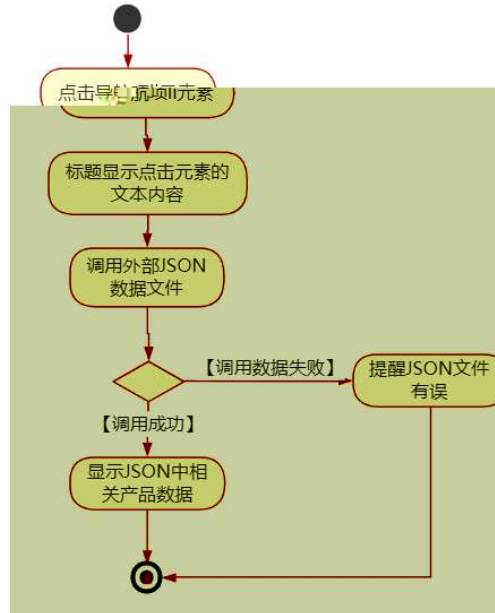 点击导航项li元素
标题显示点击元素的
文本内容
调用外部JSON
数据文件
【调用数据失败】
提醒JSON文件
有误
【调用成功】
显示JSON中相
关产品数据